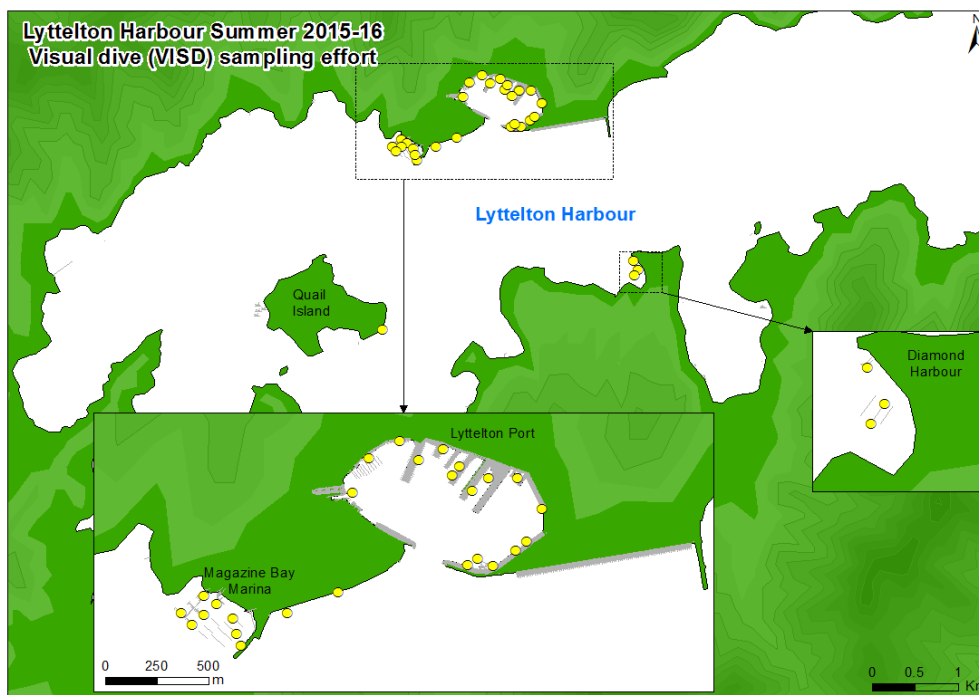 Lyttelton Harbour Summer 2015-16
Visual dive (VISD) sampling effort
N
Lyttelton Harbour
Quail
Island
Diamond
Harbour
Lyttelton Port
Magazine Bay
Marina
0 250 500
m
0 0.5 1